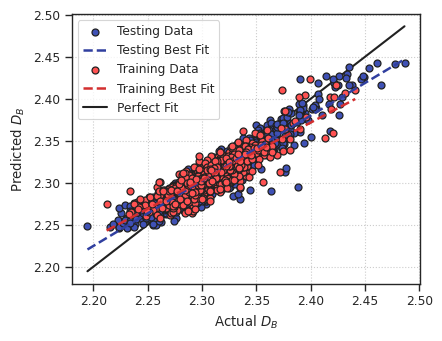 2.50
2.45
2.40
2.35
2.30
2.25
2.20
Predicted D_B
Testing Data
Testing Best Fit
Training Data
Training Best Fit
Perfect Fit
2.20 2.25 2.30 2.35 2.40 2.45 2.50
Actual D_B